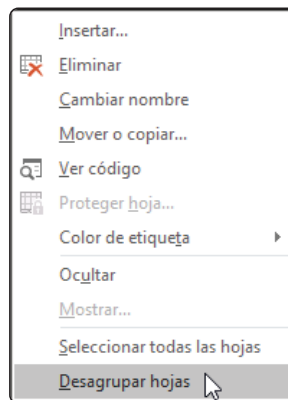 Insertar...
Eliminar
Cambiar nombre
Mover o copiar...
Ver código
Proteger hoja...
Color de etiqueta
Ocultar
Mostrar...
Seleccionar todas las hojas
Desagrupar hojas